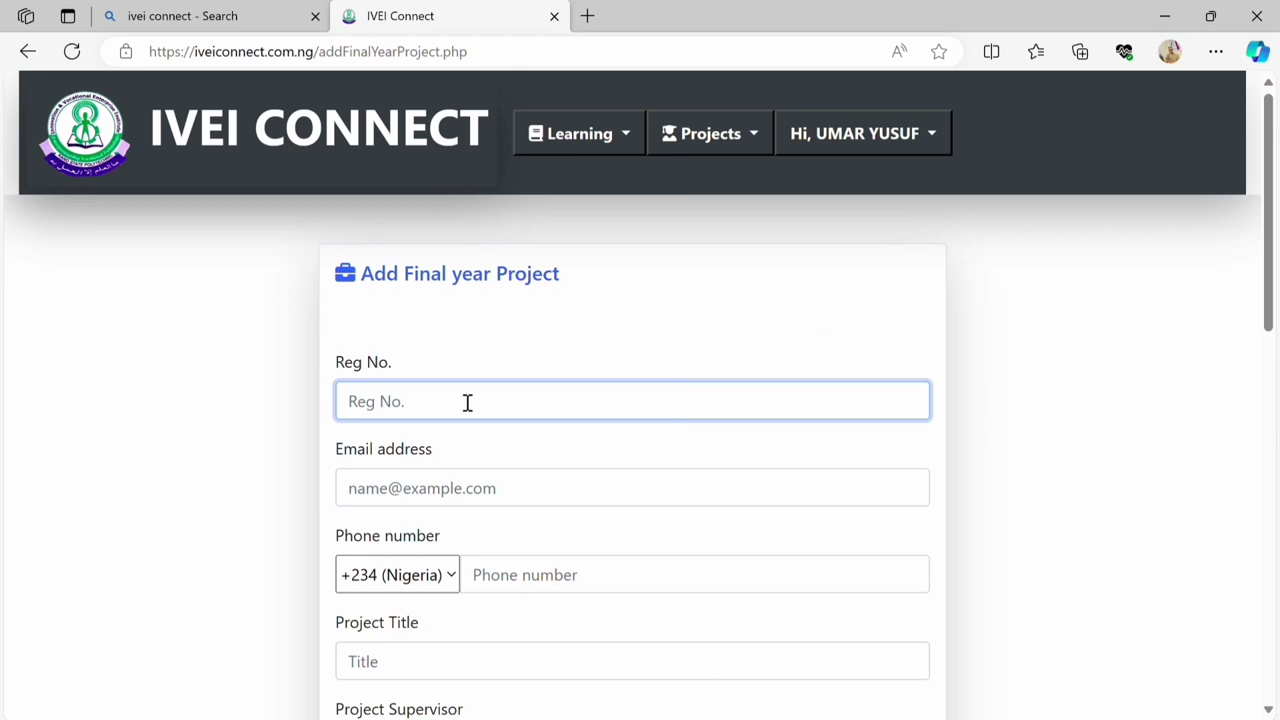 ivei connect - Search
IVEI Connect
https://iveiconnect.com.ng/addFinalYearProject.php
IVEI CONNECT
Learning
Projects
Hi, UMAR YUSUF
Add Final year Project
Reg No.
Reg No.
Email address
name@example.com
Phone number
+234 (Nigeria)
Phone number
Project Title
Title
Project Supervisor